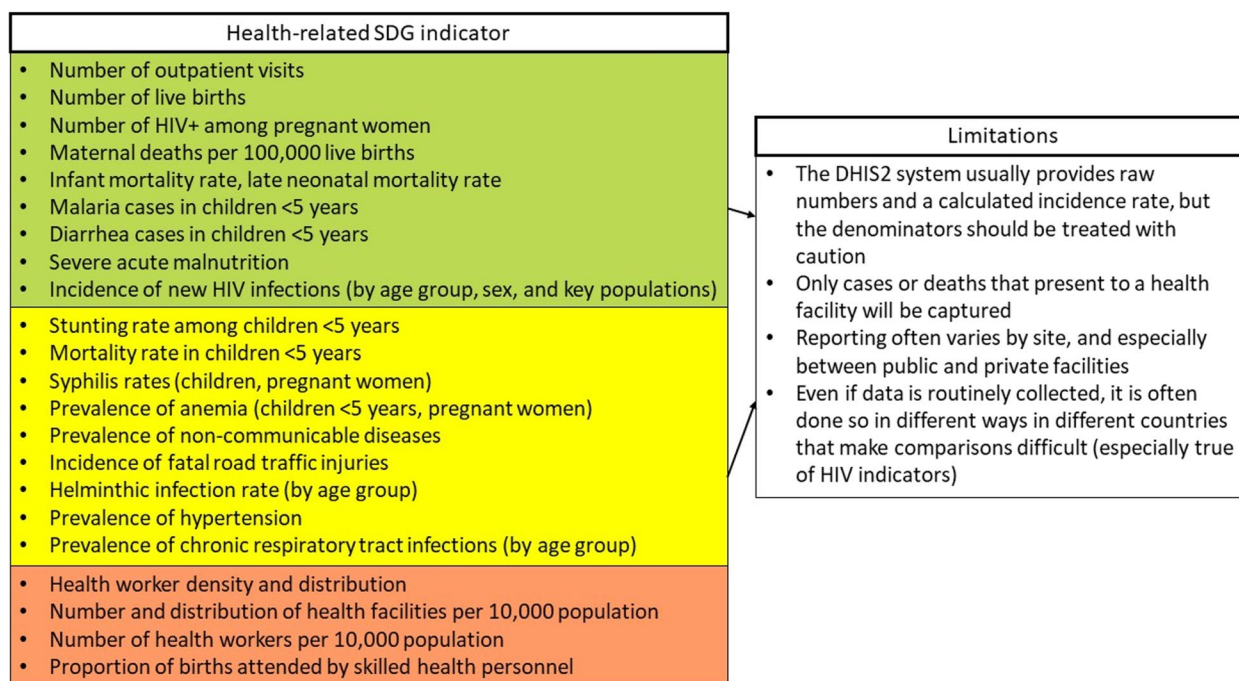 Health-related SDG indicator
• Number of outpatient visits
• Number of live births
• Number of HIV+ among pregnant women
• Maternal deaths per 100,000 live births
• Infant mortality rate, late neonatal mortality rate
• Malaria cases in children <5 years
• Diarrhea cases in children <5 years
• Severe acute malnutrition
• Incidence of new HIV infections (by age group, sex, and key populations)
• Stunting rate among children <5 years
• Mortality rate in children <5 years
• Syphilis rates (children, pregnant women)
• Prevalence of anemia (children <5 years, pregnant women)
• Prevalence of non-communicable diseases
• Incidence of fatal road traffic injuries
• Helminthic infection rate (by age group)
• Prevalence of hypertension
• Prevalence of chronic respiratory tract infections (by age group)
• Health worker density and distribution
• Number and distribution of health facilities per 10,000 population
• Number of health workers per 10,000 population
• Proportion of births attended by skilled health personnel
Limitations
• The DHIS2 system usually provides raw
numbers and a calculated incidence rate, but
the denominators should be treated with
caution
• Only cases or deaths that present to a health
facility will be captured
• Reporting often varies by site, and especially
between public and private facilities
• Even if data is routinely collected, it is often
done so in different ways in different countries
that make comparisons difficult (especially true
of HIV indicators)